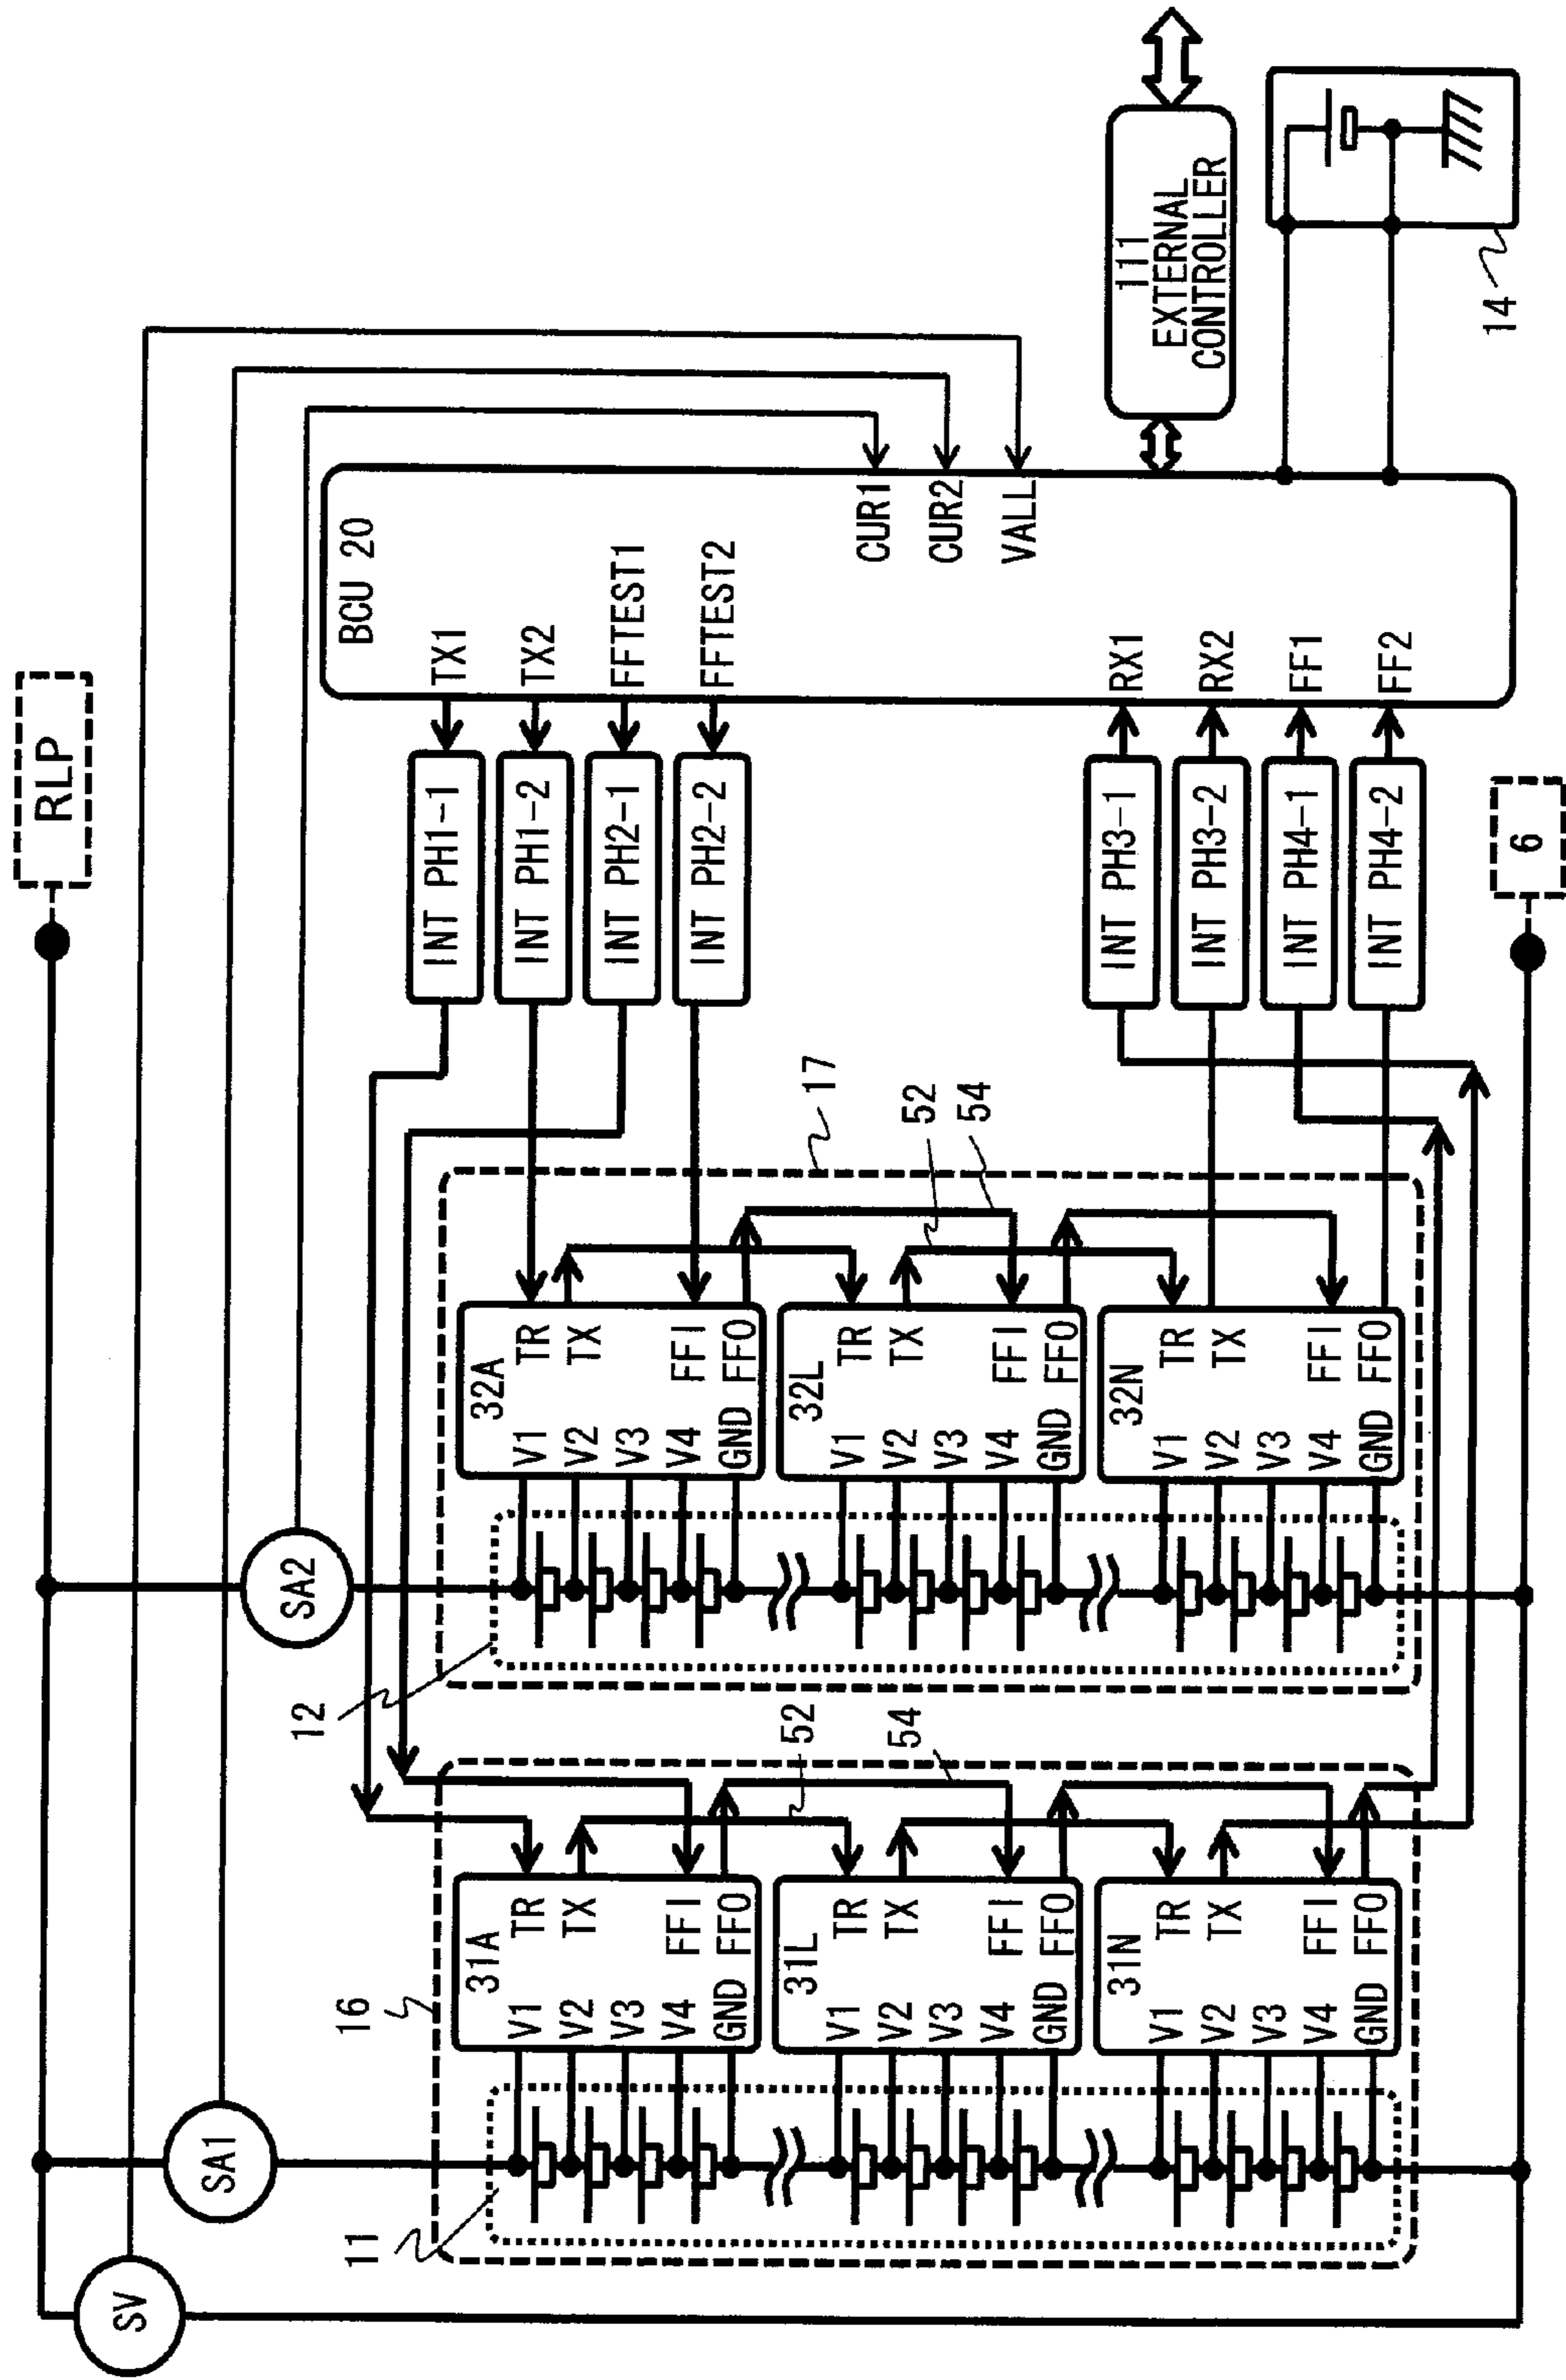 RLP
SV
SA1
SA2
BCU 20
TX1
TX2
FFTEST1
FFTEST2
CUR1
CUR2
VALL
RX1
RX2
FF1
FF2
INT PH1-1
INT PH1-2
INT PH2-1
INT PH2-2
INT PH3-1
INT PH3-2
INT PH4-1
INT PH4-2
111
EXTERNAL
CONTROLLER
14
6
16
11
31A
V1
V2
V3
V4
GND
TR
TX
FFI
FFO
31L
V1
V2
V3
V4
GND
TR
TX
FFI
FFO
31N
V1
V2
V3
V4
GND
TR
TX
FFI
FFO
52
54
17
12
32A
V1
V2
V3
V4
GND
TR
TX
FFI
FFO
32L
V1
V2
V3
V4
GND
TR
TX
FFI
FFO
32N
V1
V2
V3
V4
GND
TR
TX
FFI
FFO
52
54